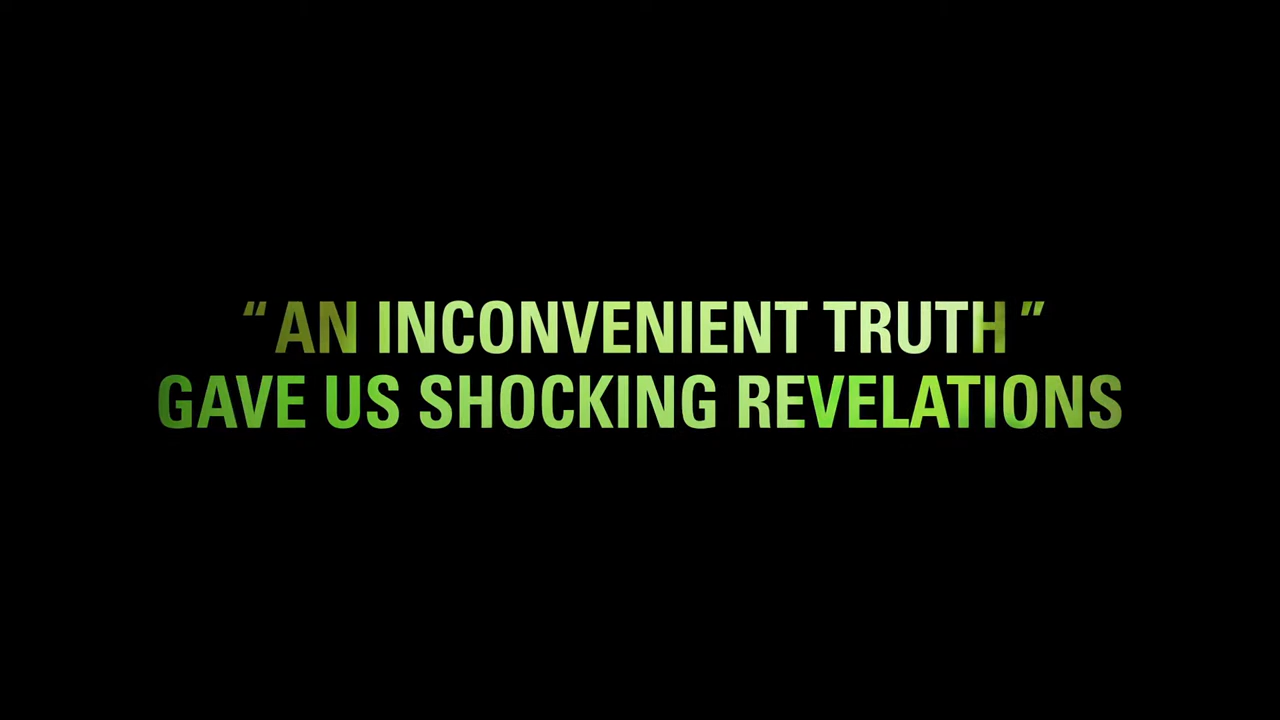 “AN INCONVENIENT TRUTH”
GAVE US SHOCKING REVELATIONS